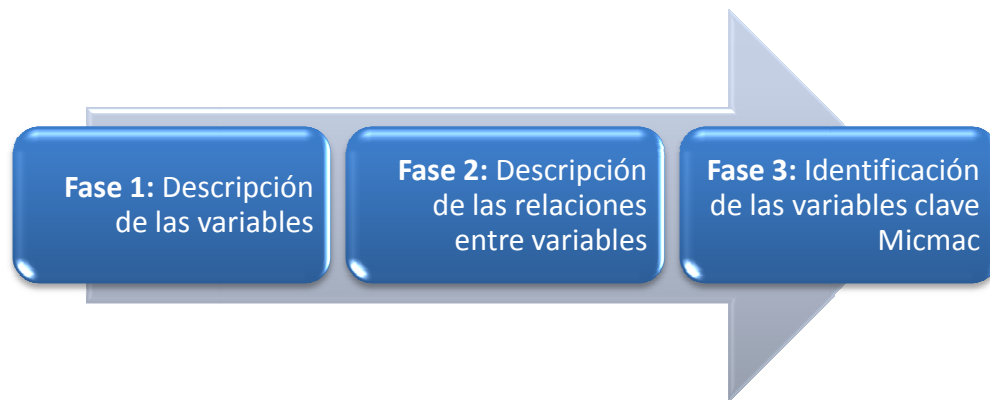 Fase 1: Descripción
de las variables
Fase 2: Descripción
de las relaciones
entre variables
Fase 3: Identificación
de las variables clave
Micmac